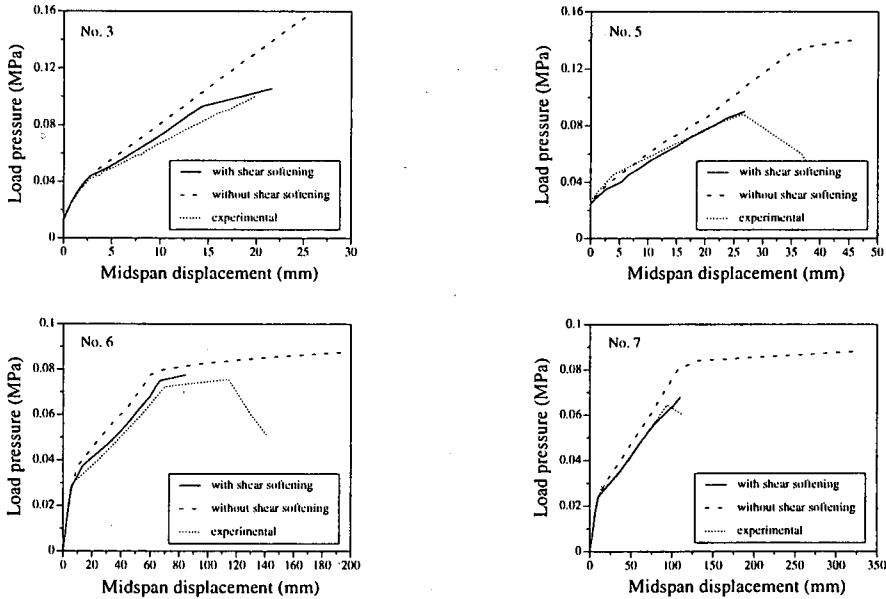 No. 3
Load pressure (MPa)
0.16
0.12
0.08
0.04
0
0 5 10 15 20 25 30
Midspan displacement (mm)
with shear softening
without shear softening
experimental
No. 5
Load pressure (MPa)
0.16
0.12
0.08
0.04
0
0 5 10 15 20 25 30 35 40 45 50
Midspan displacement (mm)
with shear softening
without shear softening
experimental
No. 6
Load pressure (MPa)
0.1
0.08
0.06
0.04
0.02
0
0 20 40 60 80 100 120 140 160 180 200
Midspan displacement (mm)
with shear softening
without shear softening
experimental
No. 7
Load pressure (MPa)
0.1
0.08
0.06
0.04
0.02
0
0 50 100 150 200 250 300 350
Midspan displacement (mm)
with shear softening
without shear softening
experimental